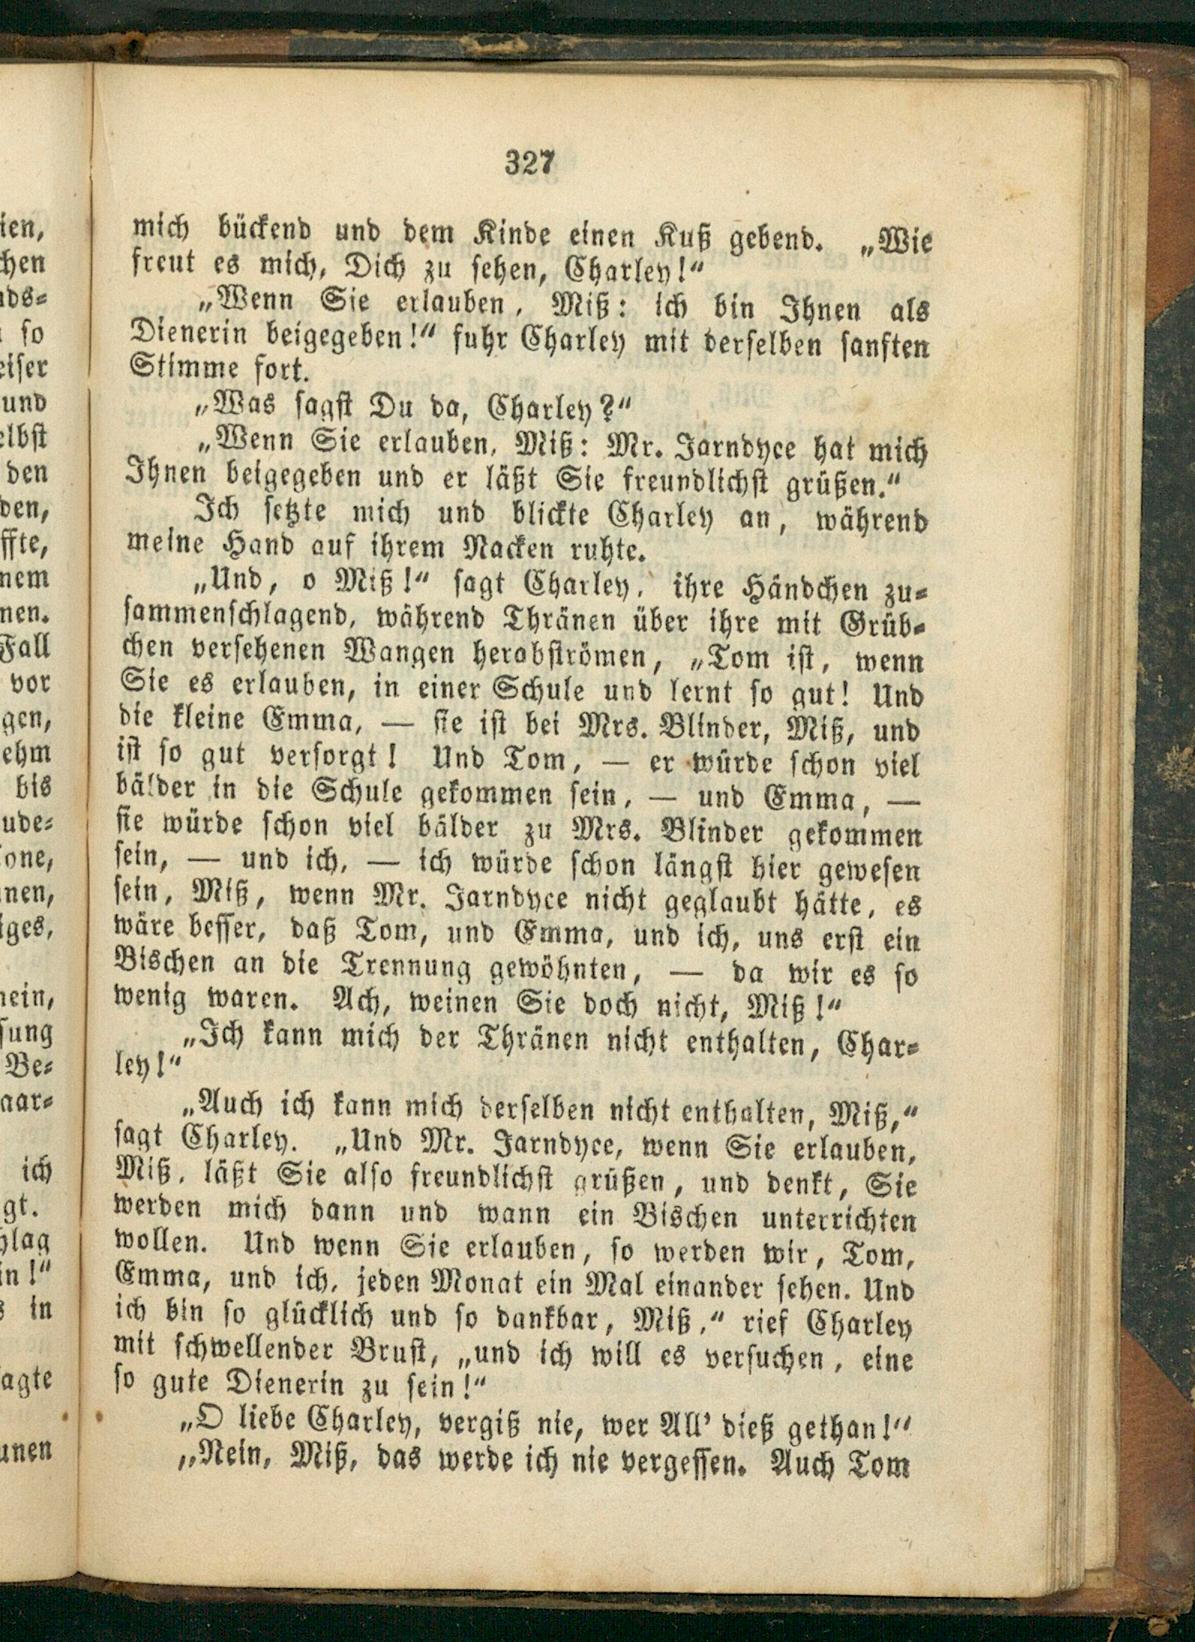 327
mich bückend und dem Kinde einen Kuß gebend. „Wie
freut es mich, Dich zu sehen, Charley!“
„Wenn Sie erlauben, Miß: ich bin Ihnen als
Dienerin beigegeben!“ fuhr Charley mit derselben sanften
Stimme fort.
„Was sagst Du da, Charley?“
„Wenn Sie erlauben, Miß: Mr. Jarndyce hat mich
Ihnen beigegeben und er läßt Sie freundlichst grüßen.“
Ich setzte mich und blickte Charley an, während
meine Hand auf ihrem Nacken ruhte.
„Und, o Miß!“ sagt Charley, ihre Händchen zu-
sammenschlagend, während Thränen über ihre mit Grüb-
chen versehenen Wangen herabströmen, „Tom ist, wenn
Sie es erlauben, in einer Schule und lernt so gut! Und
die kleine Emma, — sie ist bei Mrs. Blinder, Miß, und
ist so gut versorgt! Und Tom, — er würde schon viel
bälder in die Schule gekommen sein, — und Emma, —
sie würde schon viel bälder zu Mrs. Blinder gekommen
sein, — und ich, — ich würde schon längst hier gewesen
sein, Miß, wenn Mr. Jarndyce nicht geglaubt hätte, es
wäre besser, daß Tom, und Emma, und ich, uns erst ein
Bischen an die Trennung gewöhnten, — da wir es so
wenig waren. Ach, weinen Sie doch nicht, Miß!“
„Ich kann mich der Thränen nicht enthalten, Char-
ley!“
„Auch ich kann mich derselben nicht enthalten, Miß,“
sagt Charley. „Und Mr. Jarndyce, wenn Sie erlauben,
Miß, läßt Sie also freundlichst grüßen, und denkt, Sie
werden mich dann und wann ein Bischen unterrichten
wollen. Und wenn Sie erlauben, so werden wir, Tom,
Emma, und ich, jeden Monat ein Mal einander sehen. Und
ich bin so glücklich und so dankbar, Miß,“ rief Charley
mit schwellender Brust, „und ich will es versuchen, eine
so gute Dienerin zu sein!“
„O liebe Charley, vergiß nie, wer All’ dieß gethan!“
„Nein, Miß, das werde ich nie vergessen. Auch Tom